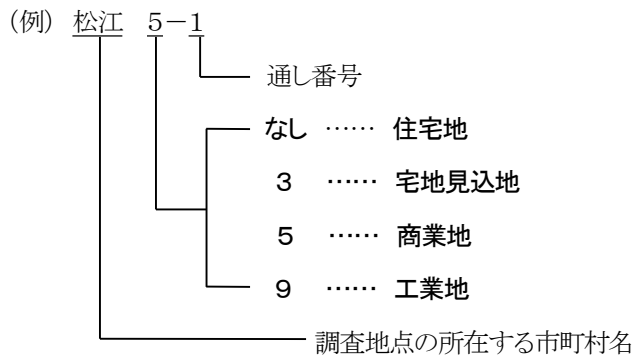 (例) 松江 5－1
通し番号
なし …… 住宅地
3 …… 宅地見込地
5 …… 商業地
9 …… 工業地
調査地点の所在する市町村名